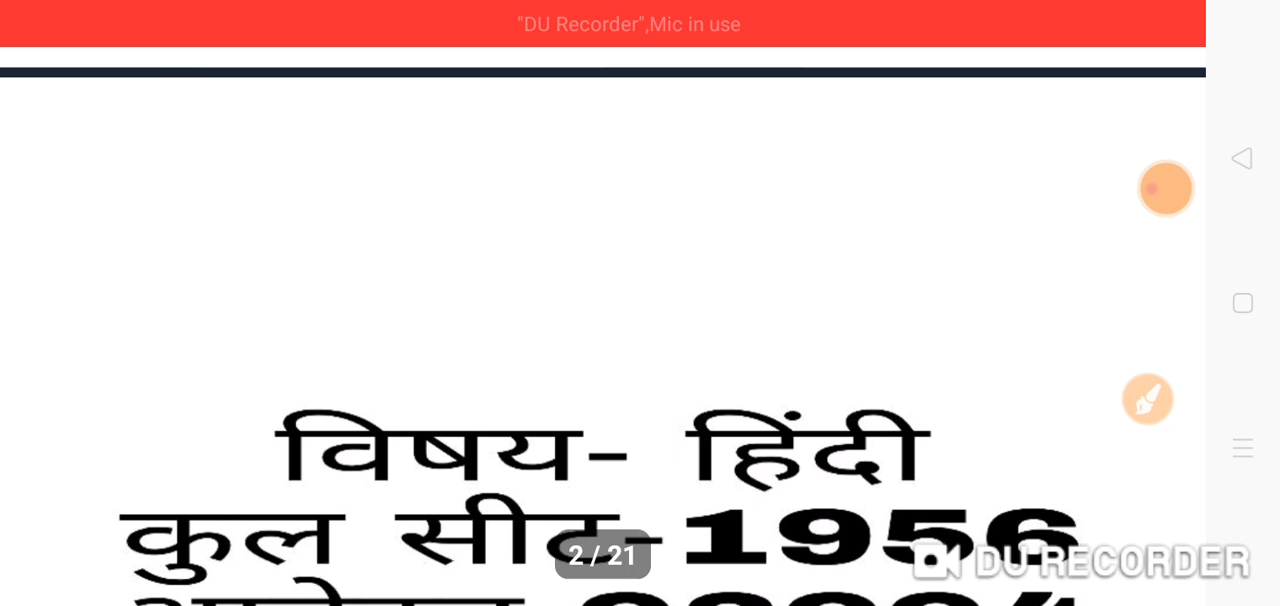 "DU Recorder",Mic in use
विषय- हिंदी
कुल सीट-1956
2 / 21
DU RECORDER